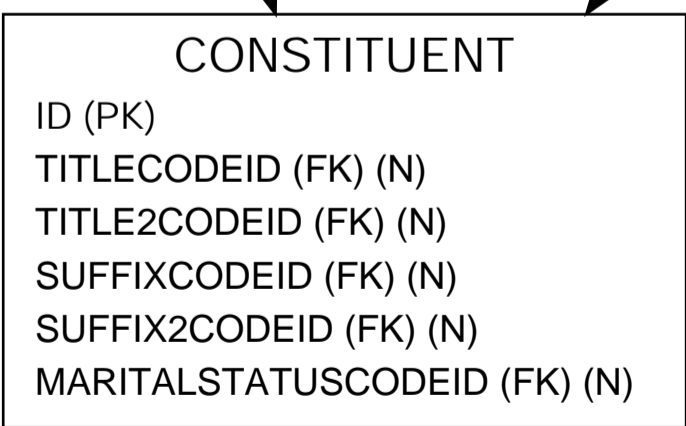 CONSTITUENT
ID (PK)
TITLECODEID (FK) (N)
TITLE2CODEID (FK) (N)
SUFFIXCODEID (FK) (N)
SUFFIX2CODEID (FK) (N)
MARITALSTATUSCODEID (FK) (N)